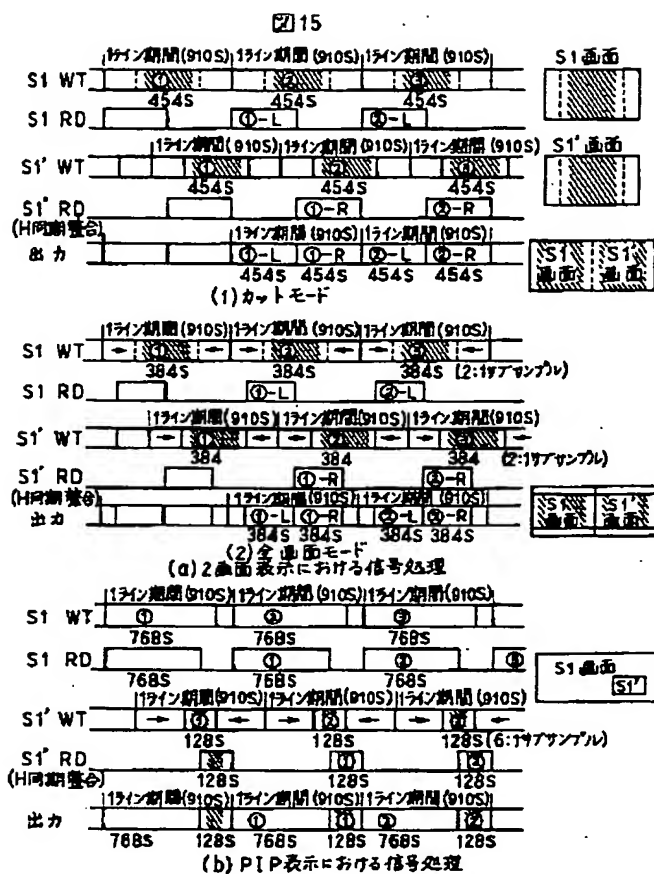 図15
1ライン期間(910S) 1ライン期間(910S) 1ライン期間(910S)
S1 WT ① ② ③
454S 454S 454S
S1画面
S1 RD ①-L ②-L
1ライン期間(910S) 1ライン期間(910S) 1ライン期間(910S)
S1' WT ① ②
454S 454S 454S
S1'画面
S1' RD ①-R ②-R
(H同期整合)
1ライン期間(910S) 1ライン期間(910S)
出力 ①-L ①-R ②-L ②-R
454S 454S 454S 454S
S1画面 S1'画面
(1)カットモード
1ライン期間(910S) 1ライン期間(910S) 1ライン期間(910S)
S1 WT ① ② ③
384S 384S 384S (2:1サブサンプル)
S1 RD ①-L ②-L
1ライン期間(910S) 1ライン期間(910S) 1ライン期間(910S)
S1' WT ① ②
384 384 384 (2:1サブサンプル)
S1' RD ①-R ②-R
(H同期整合)
1ライン期間(910S) 1ライン期間(910S)
出力 ①-L ①-R ②-L ②-R
384S 384S 384S 384S
S1画面 S1'画面
(2)全画面モード
(a)2画面表示における信号処理
1ライン期間(910S) 1ライン期間(910S) 1ライン期間(910S)
S1 WT ① ② ③
768S 768S 768S
S1 RD ① ② ③
768S 768S 768S
S1画面
S1'
1ライン期間(910S) 1ライン期間(910S) 1ライン期間(910S)
S1' WT ① ②
128S 128S 128S (6:1サブサンプル)
S1' RD ① ②
(H同期整合) 128S 128S 128S
1ライン期間(910S) 1ライン期間(910S) 1ライン期間(910S)
出力 ① ① ② ②
768S 128S 768S 128S 768S 128S
(b)PIP表示における信号処理